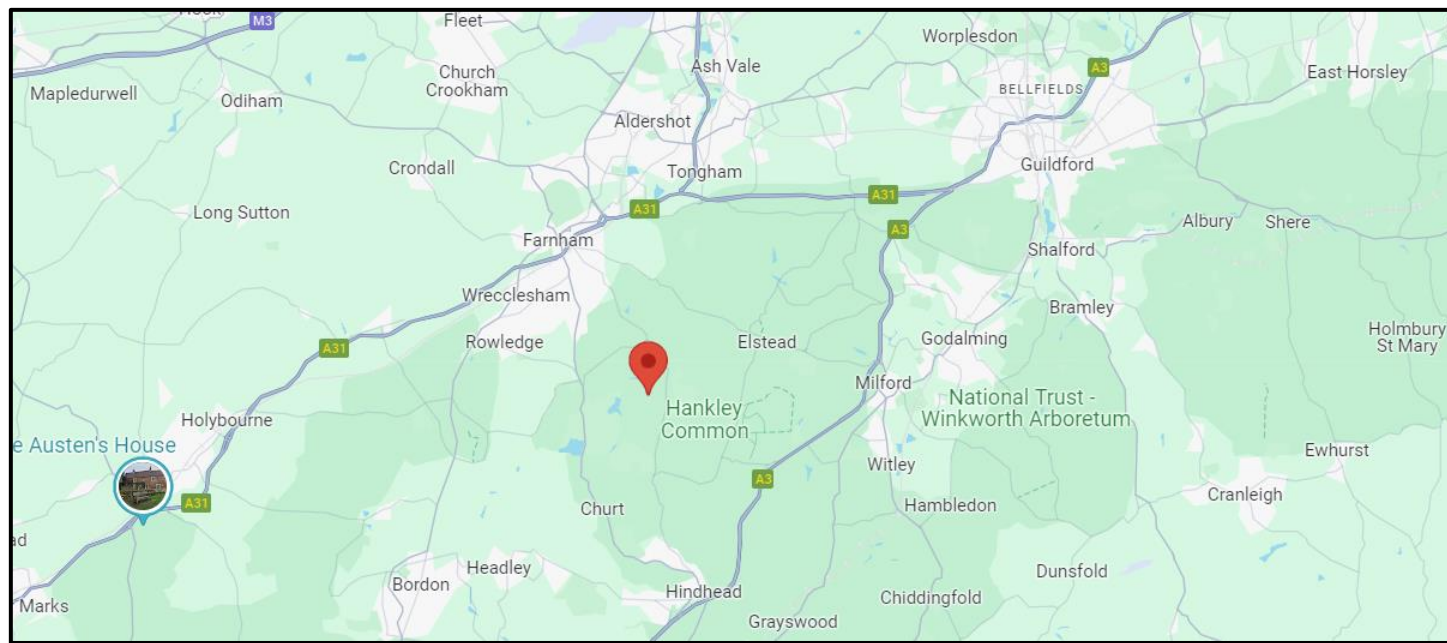 Hook
M3
Fleet
Worplesdon
A3
Ash Vale
East Horsley
Church
Crookham
Mapledurwell
Odiham
BELLFIELDS
Aldershot
Crondall
Tongham
Guildford
A31
A31
Long Sutton
Albury
Shere
A3
Farnham
Shalford
Wrecclesham
Bramley
Holmbury
St Mary
A31
Rowledge
Elstead
Godalming
Milford
Hankley
Common
National Trust -
Winkworth Arboretum
Holybourne
e Austen's House
Ewhurst
Witley
A3
Cranleigh
A31
Churt
Hambledon
ad
Headley
Dunsfold
Bordon
Hindhead
Chiddingfold
Marks
Grayswood